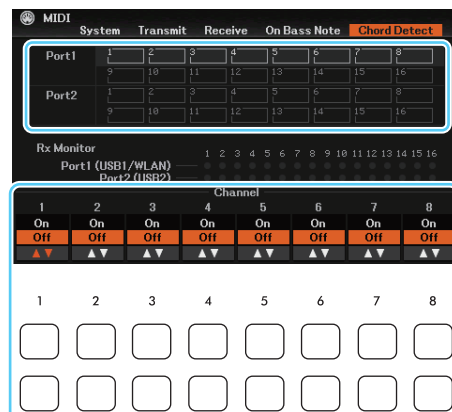 MIDI
System Transmit Receive On Bass Note Chord Detect
Port1 1 2 3 4 5 6 7 8
9 10 11 12 13 14 15 16
Port2 1 2 3 4 5 6 7 8
9 10 11 12 13 14 15 16
Rx Monitor 1 2 3 4 5 6 7 8 9 10 11 12 13 14 15 16
Port1 (USB1/WLAN)
Port2 (USB2)
Channel
1 2 3 4 5 6 7 8
On On On On On On On On
Off Off Off Off Off Off Off Off
1 2 3 4 5 6 7 8